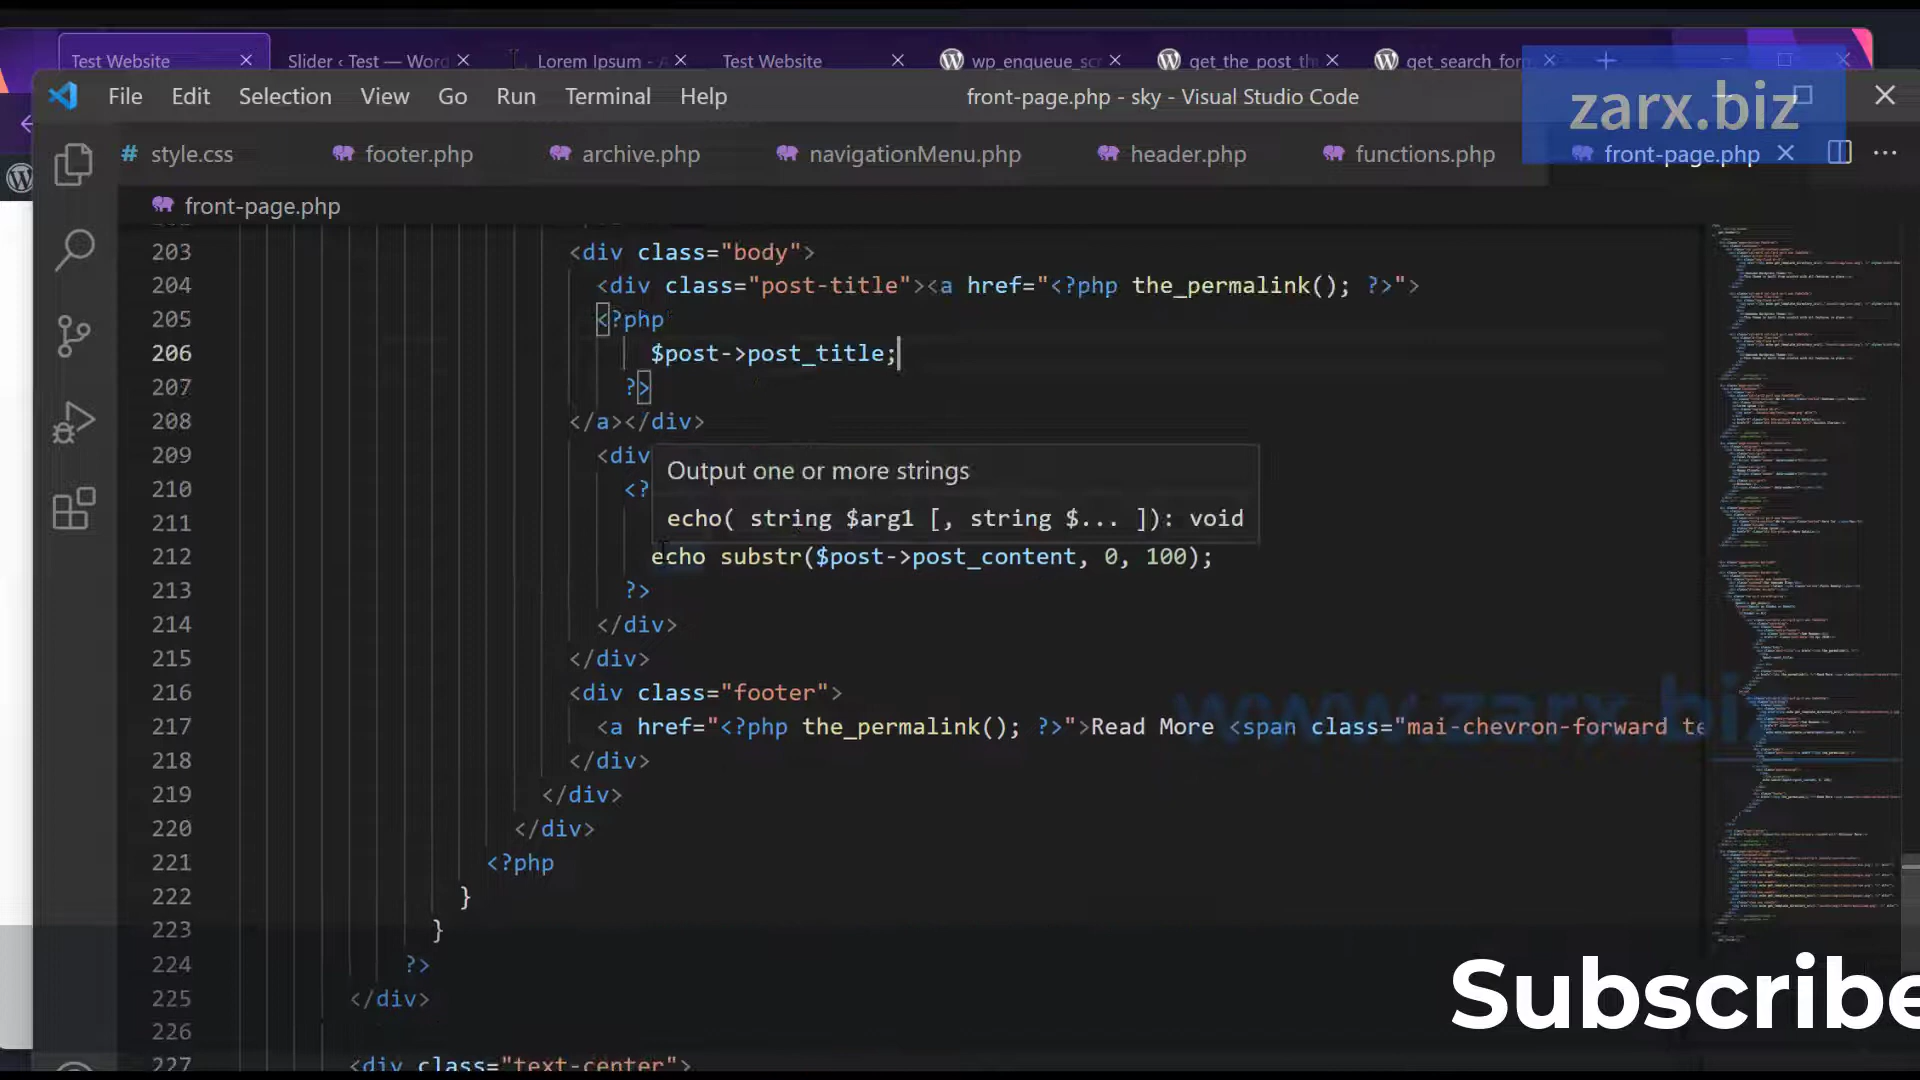 Test Website
Slider ‹ Test — Word
Lorem Ipsum - A
Test Website
wp_enqueue_scr
get_the_post_th
get_search_form
zarx.biz
File Edit Selection View Go Run Terminal Help
front-page.php - sky - Visual Studio Code
# style.css
footer.php
archive.php
navigationMenu.php
header.php
functions.php
front-page.php
front-page.php
203 <div class="body">
204 <div class="post-title"><a href="<?php the_permalink(); ?>">
205 <?php
206 $post->post_title;
207 ?>
208 </a></div>
209 <div
Output one or more strings
210 <?
211 echo( string $arg1 [, string $... ]): void
212 echo substr($post->post_content, 0, 100);
213 ?>
214 </div>
215 </div>
216 <div class="footer">
217 <a href="<?php the_permalink(); ?>">Read More <span class="mai-chevron-forward te
www.zarx.biz
218 </div>
219 </div>
220 </div>
221 <?php
222 }
223 }
224 ?>
225 </div>
226
227 <div class="text-center">
Subscribe